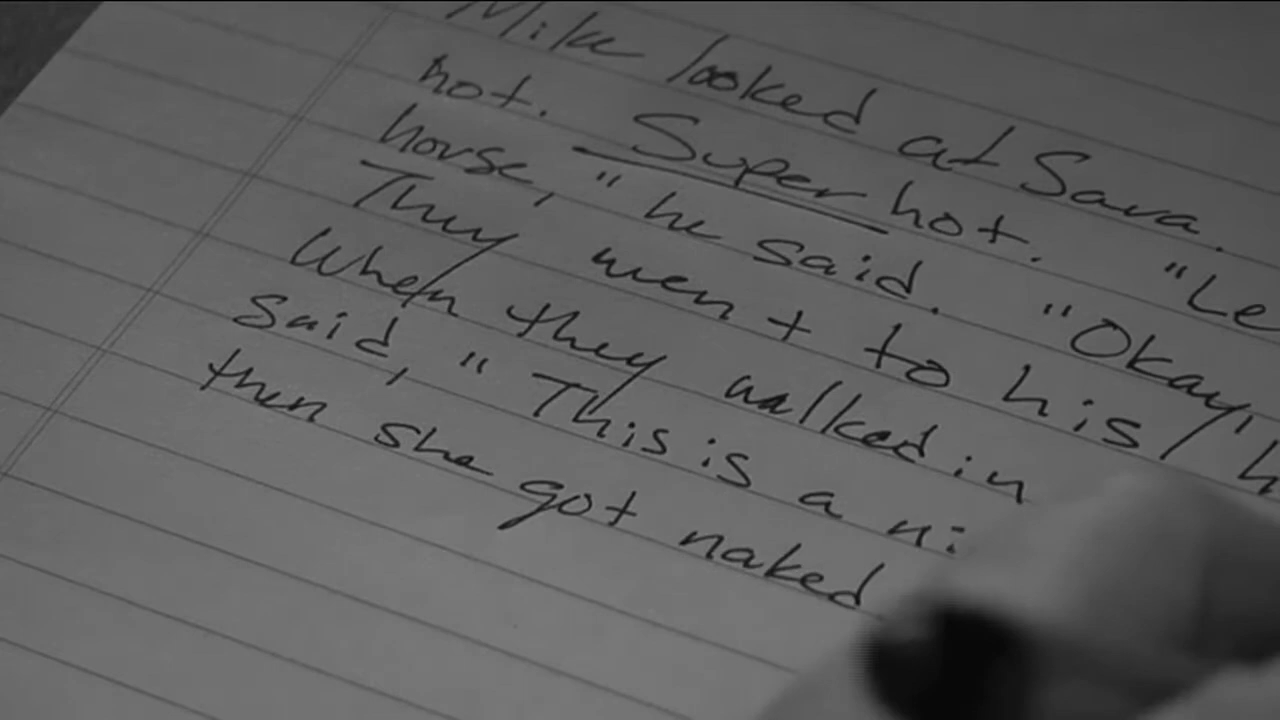 Mike looked at Sara.
hot. Super hot. "Le
house," he said. "Okay," h
They went to his
When they walked in
said, "This is a ni
then she got naked